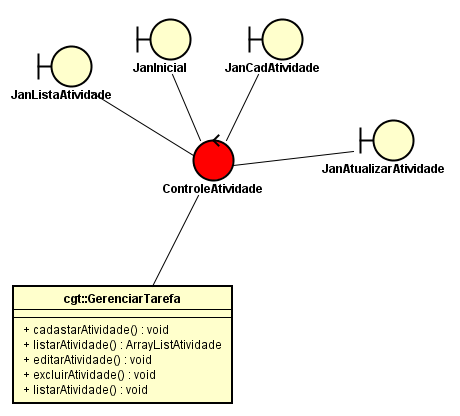 JanInicial
JanCadAtividade
JanListaAtividade
JanAtualizarAtividade
ControleAtividade
cgt::GerenciarTarefa
+ cadastarAtividade() : void
+ listarAtividade() : ArrayListAtividade
+ editarAtividade() : void
+ excluirAtividade() : void
+ listarAtividade() : void